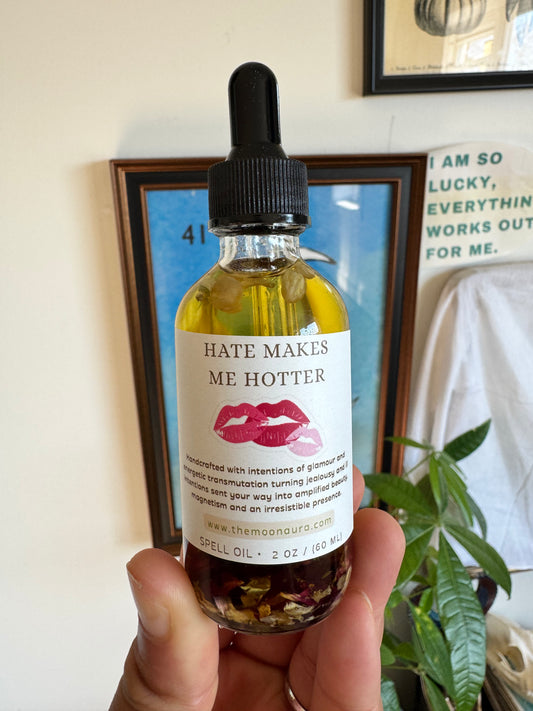 I AM SO
LUCKY,
EVERYTHIN
WORKS OUT
FOR ME.
41
HATE MAKES
ME HOTTER
Handcrafted with intentions of glamour and
energetic transmutation turning jealousy and
intentions sent your way into amplified beauty,
magnetism and an irresistible presence.
www.themoonaura.com
SPELL OIL • 2 OZ / (60 ML)